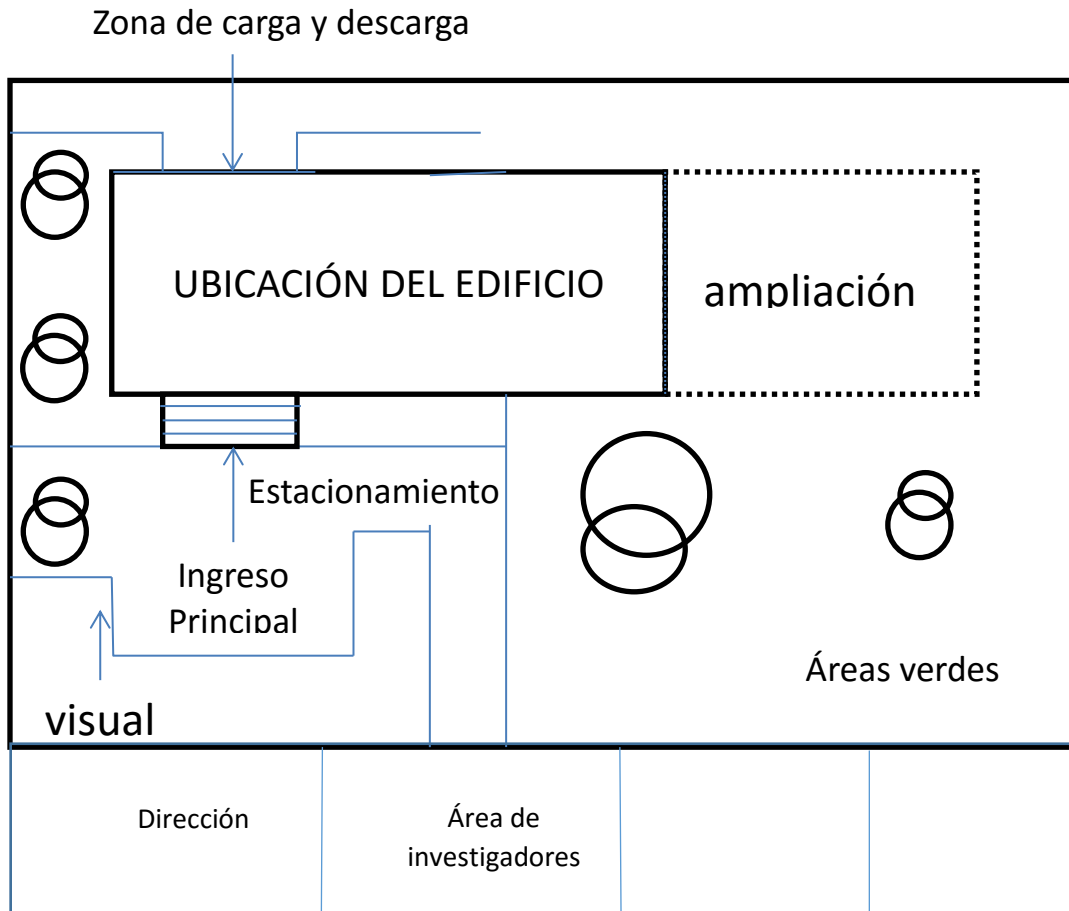 Zona de carga y descarga
UBICACIÓN DEL EDIFICIO
ampliación
Estacionamiento
Ingreso
Principal
Áreas verdes
visual
Dirección
Área de
investigadores